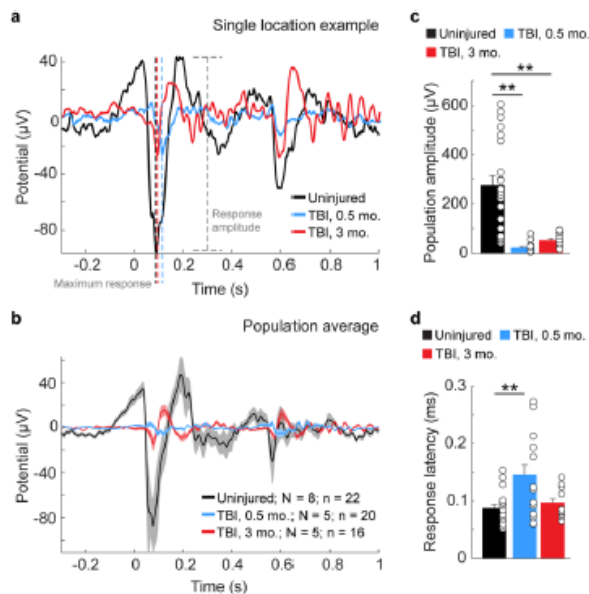 a
Single location example
Potential (µV)
40
0
-40
-80
Uninjured
TBI, 0.5 mo.
TBI, 3 mo.
Response
amplitude
-0.2
0
0.2
0.4
0.6
0.8
1
Maximum response
Time (s)
b
Population average
Potential (µV)
40
0
-40
-80
Uninjured; N = 8; n = 22
TBI, 0.5 mo.; N = 5; n = 20
TBI, 3 mo.; N = 5; n = 16
-0.2
0
0.2
0.4
0.6
0.8
1
Time (s)
c
Uninjured
TBI, 0.5 mo.
TBI, 3 mo.
Population amplitude (µV)
**
**
600
400
200
0
d
Uninjured
TBI, 0.5 mo.
TBI, 3 mo.
Response latency (ms)
**
0.3
0.2
0.1
0